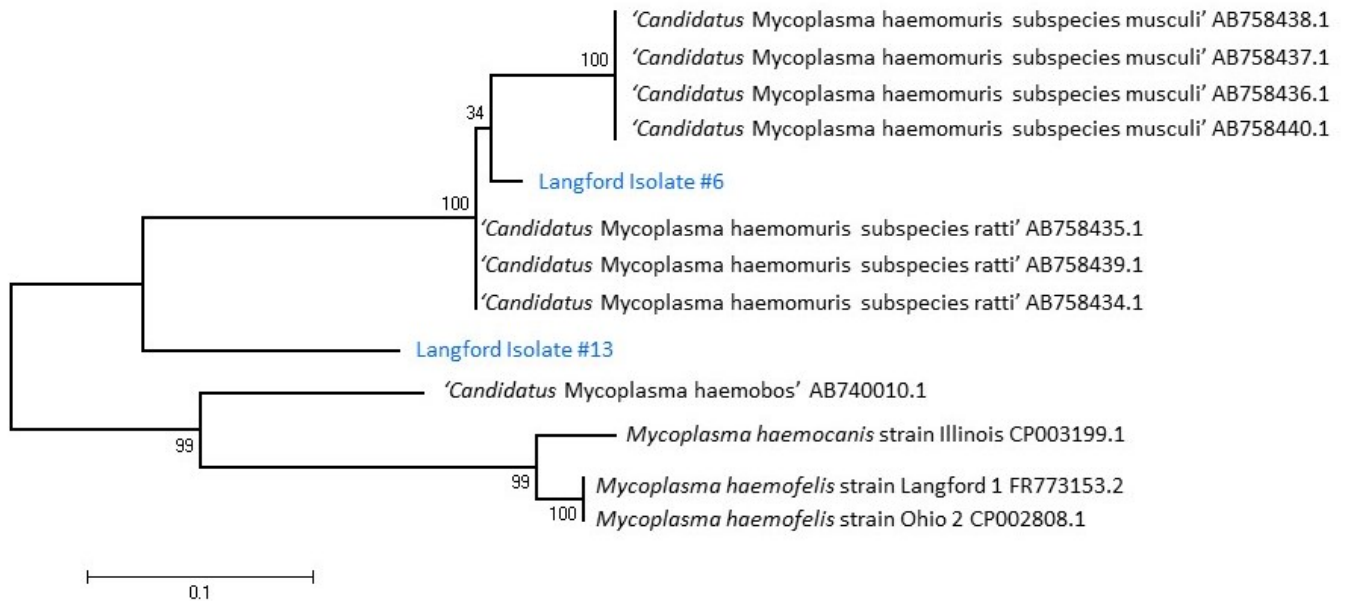 ‘Candidatus Mycoplasma haemomuris subspecies musculi’ AB758438.1
100
‘Candidatus Mycoplasma haemomuris subspecies musculi’ AB758437.1
‘Candidatus Mycoplasma haemomuris subspecies musculi’ AB758436.1
34
‘Candidatus Mycoplasma haemomuris subspecies musculi’ AB758440.1
Langford Isolate #6
100
‘Candidatus Mycoplasma haemomuris subspecies ratti’ AB758435.1
‘Candidatus Mycoplasma haemomuris subspecies ratti’ AB758439.1
‘Candidatus Mycoplasma haemomuris subspecies ratti’ AB758434.1
Langford Isolate #13
‘Candidatus Mycoplasma haemobos’ AB740010.1
99
Mycoplasma haemocanis strain Illinois CP003199.1
99
Mycoplasma haemofelis strain Langford 1 FR773153.2
100
Mycoplasma haemofelis strain Ohio 2 CP002808.1
0.1